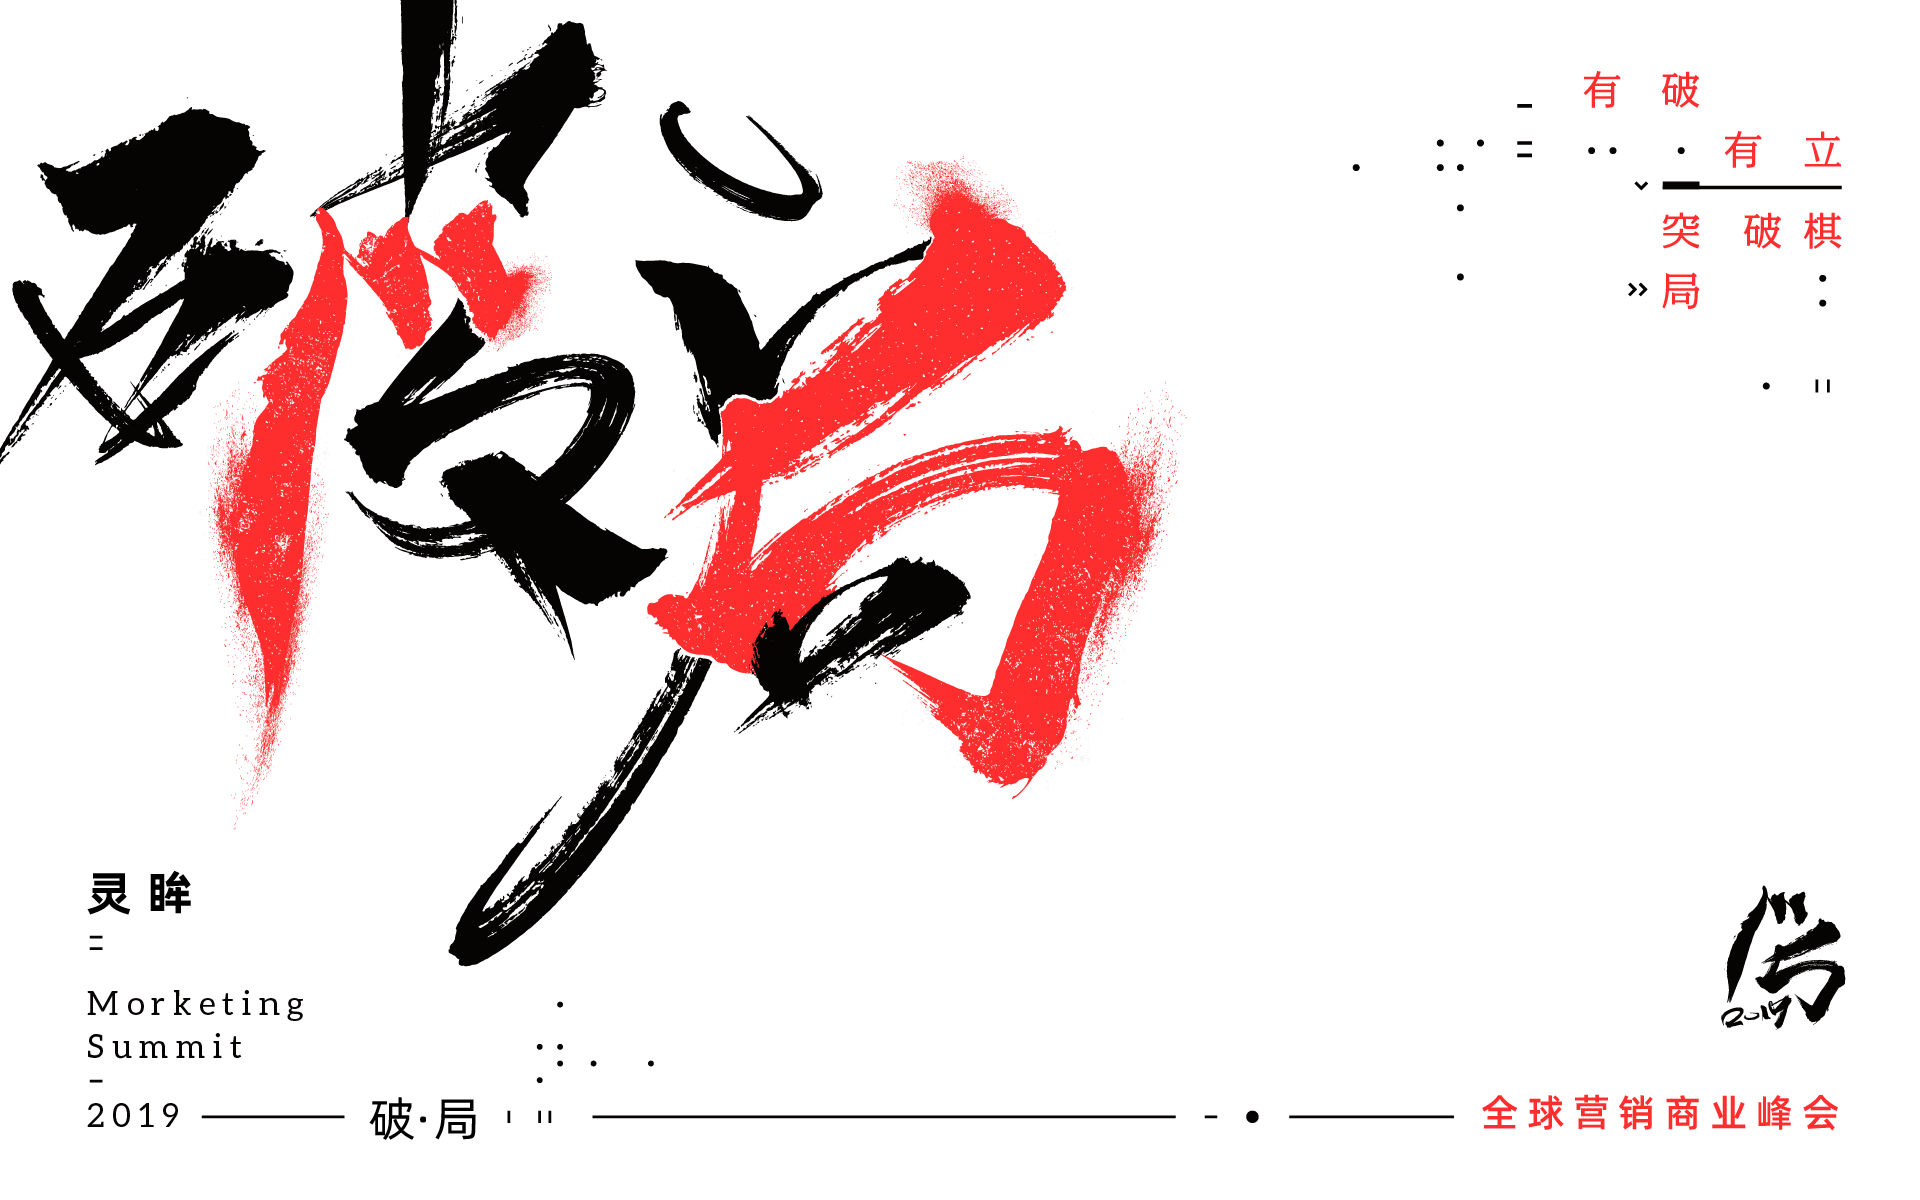 破局
有 破
有 立
突 破 棋
局
灵眸
Morketing
Summit
2019
破·局
全球营销商业峰会
2019